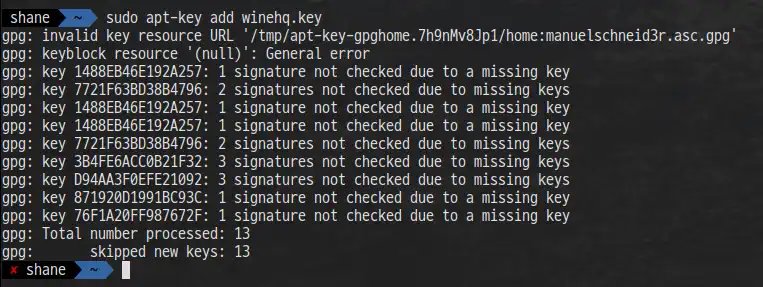 shane ~ sudo apt-key add winehq.key
gpg: invalid key resource URL '/tmp/apt-key-gpghome.7h9nMv8Jp1/home:manuelschneid3r.asc.gpg'
gpg: keyblock resource '(null)': General error
gpg: key 1488EB46E192A257: 1 signature not checked due to a missing key
gpg: key 7721F63BD38B4796: 2 signatures not checked due to missing keys
gpg: key 1488EB46E192A257: 1 signature not checked due to a missing key
gpg: key 1488EB46E192A257: 1 signature not checked due to a missing key
gpg: key 7721F63BD38B4796: 2 signatures not checked due to missing keys
gpg: key 3B4FE6ACC0B21F32: 3 signatures not checked due to missing keys
gpg: key D94AA3F0EFE21092: 3 signatures not checked due to missing keys
gpg: key 871920D1991BC93C: 1 signature not checked due to a missing key
gpg: key 76F1A20FF987672F: 1 signature not checked due to a missing key
gpg: Total number processed: 13
gpg:       skipped new keys: 13
✘ shane ~